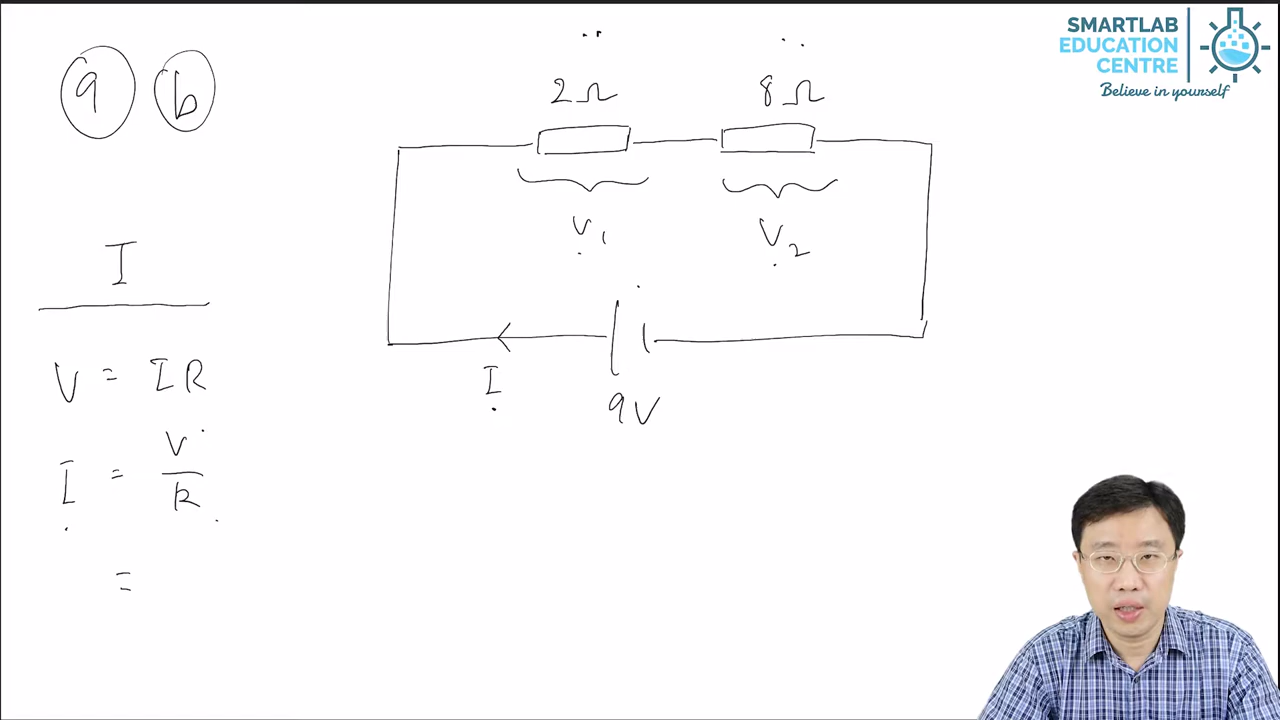 SMARTLAB
EDUCATION
CENTRE
Believe in yourself
9 b
2Ω 8Ω
V1 V2
I
9V
I
V = IR
I = V/R
=